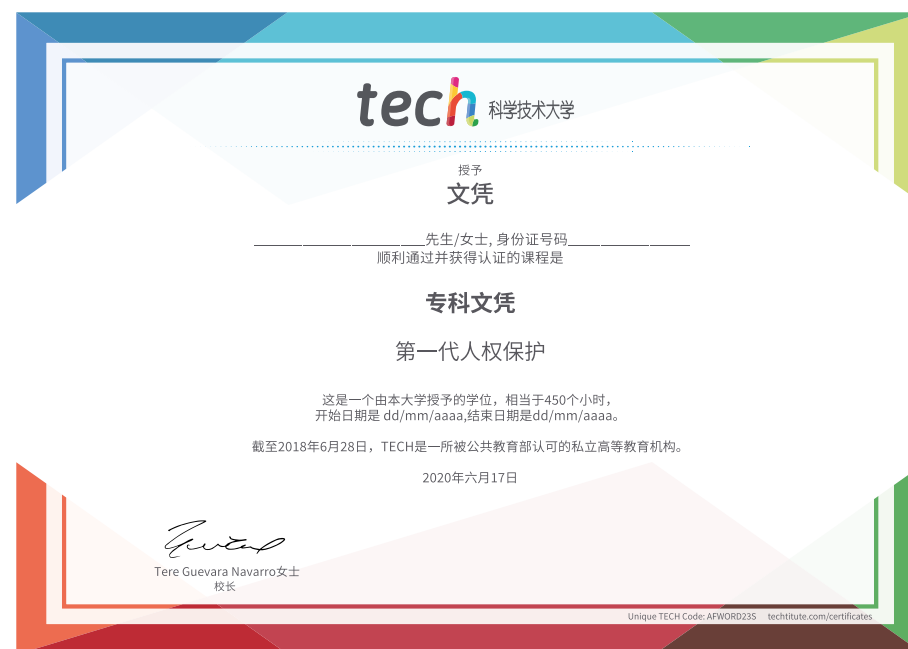 tech 科学技术大学
授予
文凭
______________________先生/女士, 身份证号码_______________
顺利通过并获得认证的课程是
专科文凭
第一代人权保护
这是一个由本大学授予的学位，相当于450个小时，
开始日期是 dd/mm/aaaa,结束日期是dd/mm/aaaa。
截至2018年6月28日，TECH是一所被公共教育部认可的私立高等教育机构。
2020年六月17日
Tere Guevara Navarro女士
校长
Unique TECH Code: AFWORD23S techtitute.com/certificates